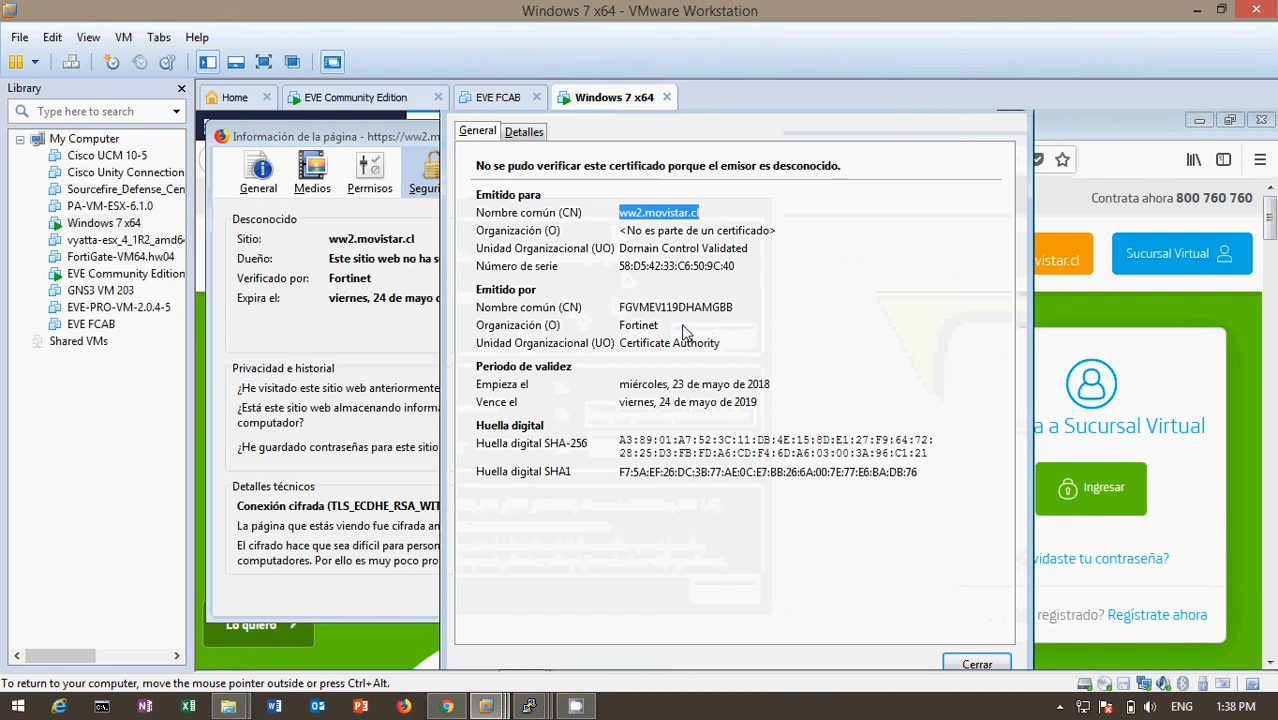 Windows 7 x64 - VMware Workstation
File Edit View VM Tabs Help
Library
Type here to search
My Computer
Cisco UCM 10-5
Cisco Unity Connection
Sourcefire_Defense_Cen
PA-VM-ESX-6.1.0
Windows 7 x64
vyatta-esx_4_1R2_amd64
FortiGate-VM64.hw04
EVE Community Edition
GNS3 VM 203
EVE-PRO-VM-2.0.4-5
EVE FCAB
Shared VMs
Home EVE Community Edition EVE FCAB Windows 7 x64
Información de la página - https://ww2.m
General Medios Permisos Seguri
Desconocido
Sitio: ww2.movistar.cl
Dueño: Este sitio web no ha s
Verificado por: Fortinet
Expira el: viernes, 24 de mayo d
Privacidad e historial
¿He visitado este sitio web anteriorment
¿Está este sitio web almacenando informa
computador?
¿He guardado contraseñas para este sitio
Detalles técnicos
Conexión cifrada (TLS_ECDHE_RSA_WIT
La página que estás viendo fue cifrada an
El cifrado hace que sea difícil para person
computadores. Por ello es muy poco pro
Lo quiero
General Detalles
No se pudo verificar este certificado porque el emisor es desconocido.
Emitido para
Nombre común (CN) ww2.movistar.cl
Organización (O) <No es parte de un certificado>
Unidad Organizacional (UO) Domain Control Validated
Número de serie 58:D5:42:33:C6:50:9C:40
Emitido por
Nombre común (CN) FGVMEV119DHAMGBB
Organización (O) Fortinet
Unidad Organizacional (UO) Certificate Authority
Periodo de validez
Empieza el miércoles, 23 de mayo de 2018
Vence el viernes, 24 de mayo de 2019
Huella digital
Huella digital SHA-256 A3:89:01:A7:52:3C:11:DB:4E:15:8D:E1:27:F9:64:72:
28:25:D3:FB:FD:A6:CD:F4:6D:A6:03:00:3A:96:C1:21
Huella digital SHA1 F7:5A:EF:26:DC:3B:77:AE:0C:E7:BB:26:6A:00:7E:77:E6:BA:DB:76
Cerrar
Contrata ahora 800 760 760
istar.cl
Sucursal Virtual
a a Sucursal Virtual
Ingresar
vidaste tu contraseña?
registrado? Regístrate ahora
To return to your computer, move the mouse pointer outside or press Ctrl+Alt.
ENG 1:38 PM